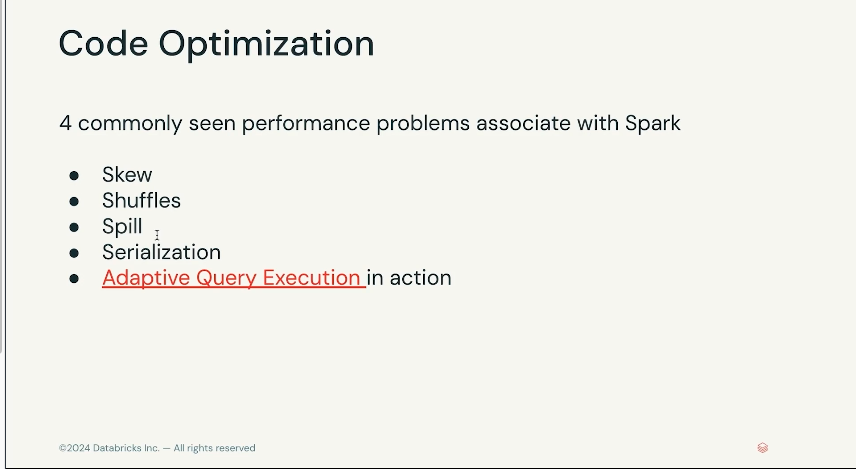 Code Optimization
4 commonly seen performance problems associate with Spark
● Skew
● Shuffles
● Spill
● Serialization
● Adaptive Query Execution in action
©2024 Databricks Inc. — All rights reserved